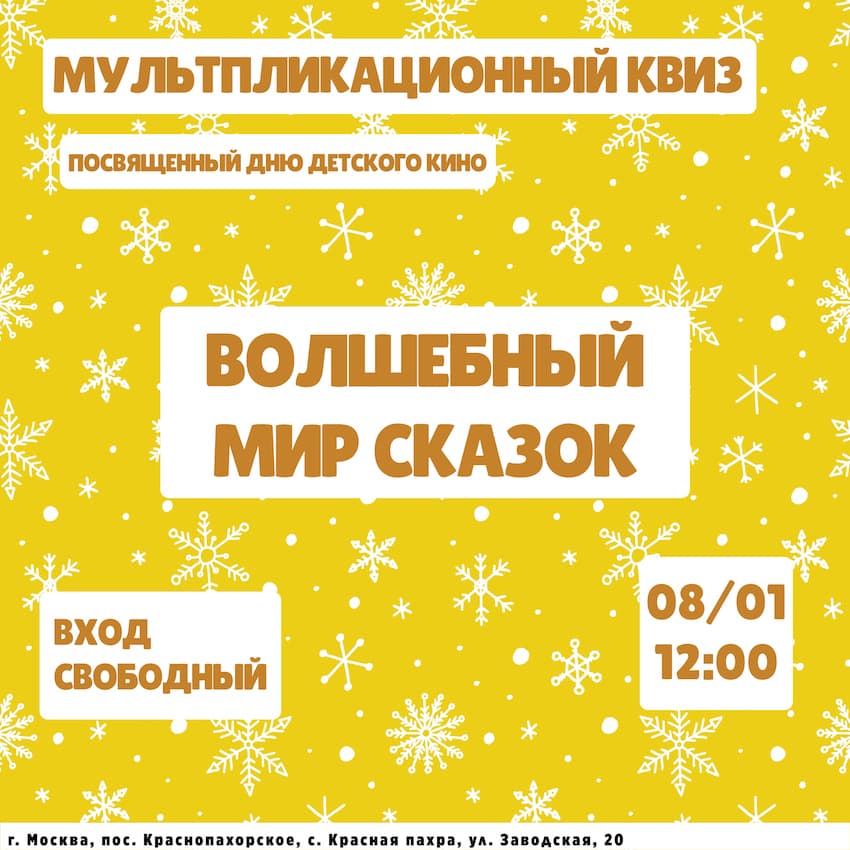 МУЛЬТПЛИКАЦИОННЫЙ КВИЗ
ПОСВЯЩЕННЫЙ ДНЮ ДЕТСКОГО КИНО
ВОЛШЕБНЫЙ
МИР СКАЗОК
ВХОД
СВОБОДНЫЙ
08/01
12:00
г. Москва, пос. Краснопахорское, с. Красная пахра, ул. Заводская, 20